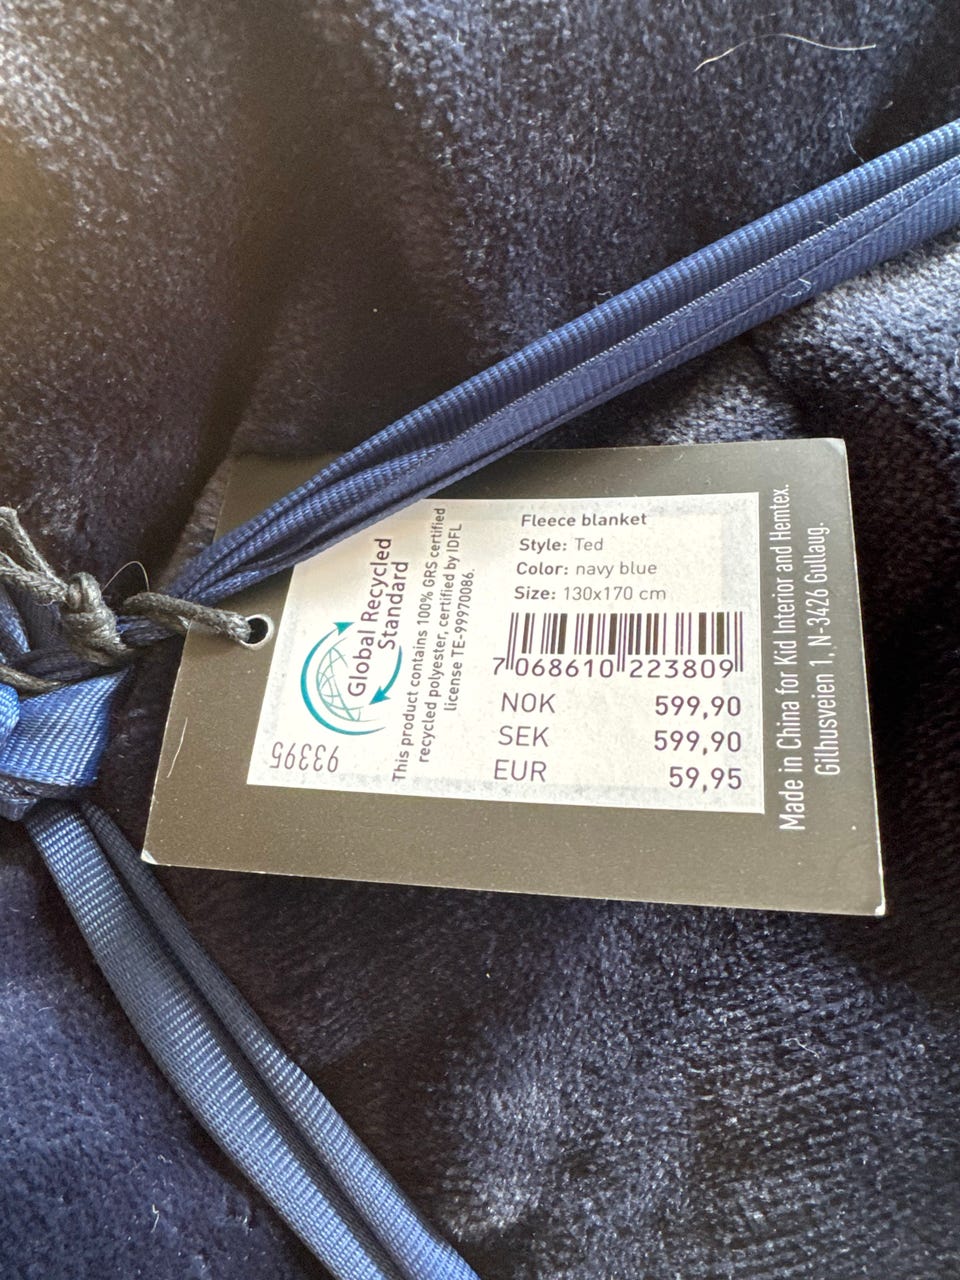 Fleece blanket
Style: Ted
Color: navy blue
Size: 130x170 cm
7 068610 223809
NOK 599,90
SEK 599,90
EUR 59,95
Global Recycled
Standard
This product contains 100% GRS certified
recycled polyester, certified by IDFL
license TE-99970086.
93395
Made in China for Kid Interior and Hemtex.
Gilhusveien 1, N-3426 Gullaug.